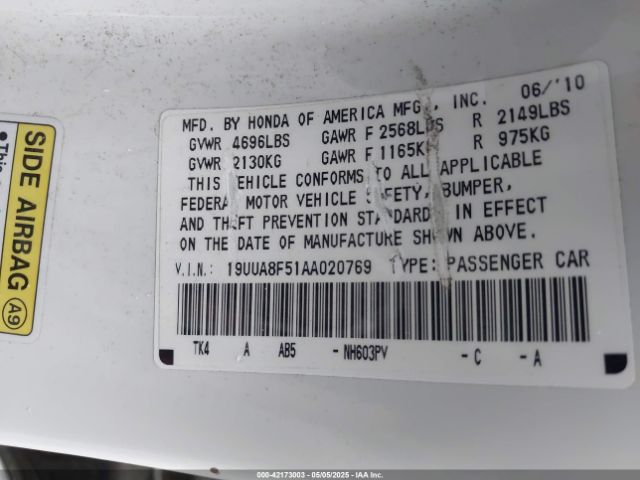 06/'10
MFD. BY HONDA OF AMERICA MFG., INC.
GVWR 4696LBS GAWR F 2568LBS R 2149LBS
GVWR 2130KG GAWR F 1165KG R 975KG
THIS VEHICLE CONFORMS TO ALL APPLICABLE
FEDERAL MOTOR VEHICLE SAFETY, BUMPER,
AND THEFT PREVENTION STANDARDS IN EFFECT
ON THE DATE OF MANUFACTURE SHOWN ABOVE.
V.I.N.: 19UUA8F51AA020769 TYPE: PASSENGER CAR
TK4 A AB5 -NH603PV -C -A
SIDE AIRBAG A9
This
000-42173003 - 05/05/2025 - IAA Inc.